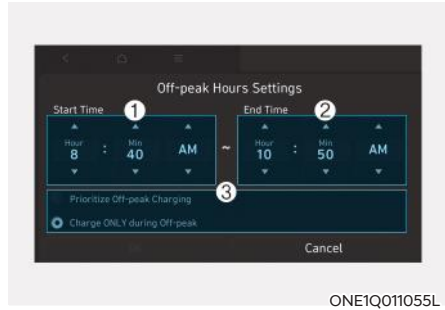 Off-peak Hours Settings
Start Time 1 End Time 2
Hour Min Hour Min
8 : 40 AM ~ 10 : 50 AM
3
Prioritize Off-peak Charging
Charge ONLY during Off-peak
Cancel
ONE1Q011055L